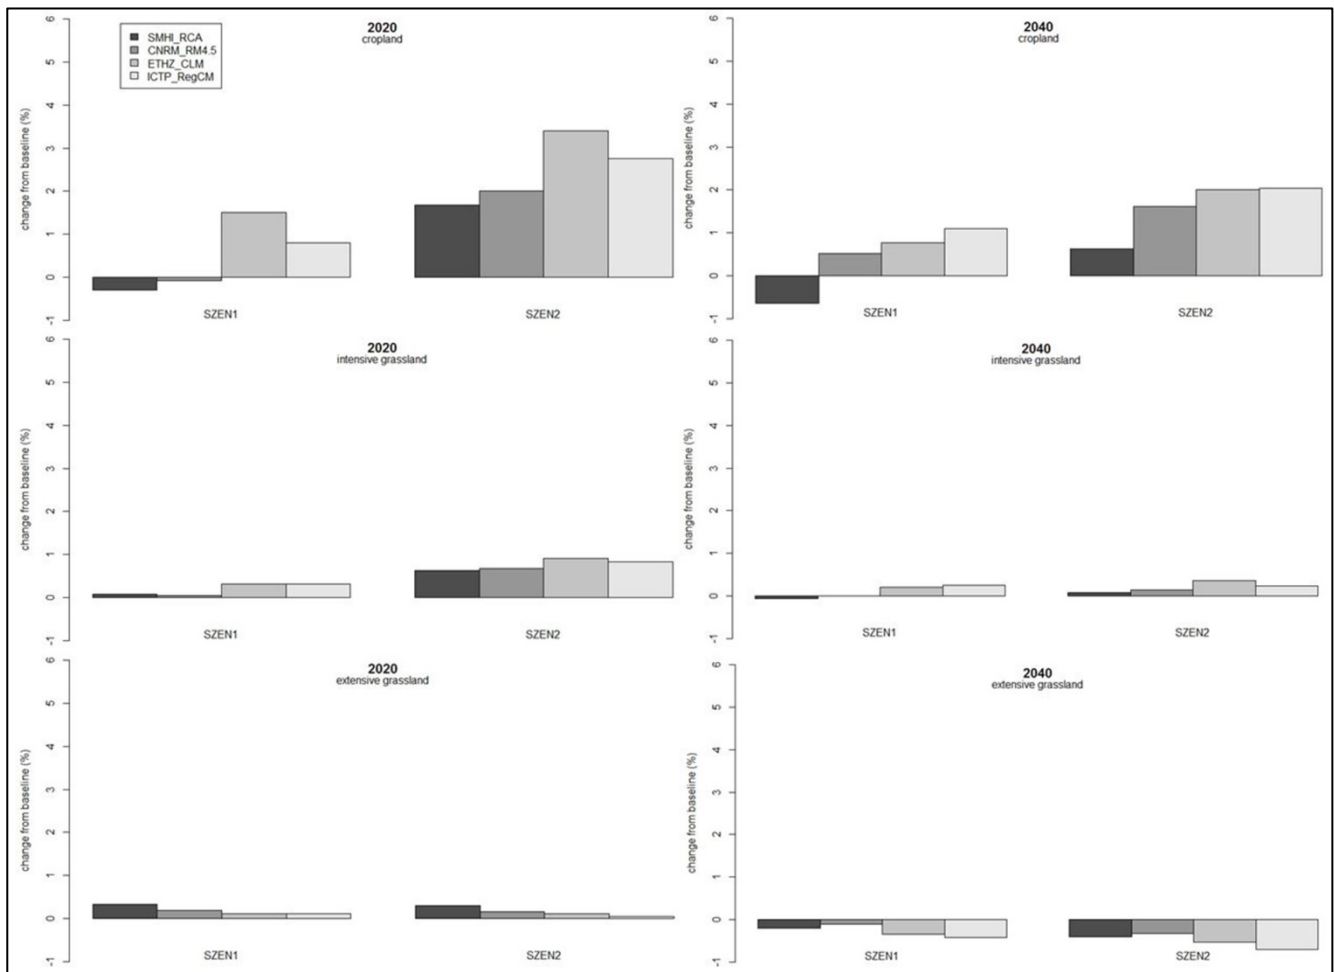 2020
cropland
SMHI_RCA
CNRM_RM4.5
ETHZ_CLM
ICTP_RegCM
change from baseline (%)
6
5
4
3
2
1
0
-1
SZEN1
SZEN2
2040
cropland
change from baseline (%)
6
5
4
3
2
1
0
-1
SZEN1
SZEN2
2020
intensive grassland
change from baseline (%)
6
5
4
3
2
1
0
-1
SZEN1
SZEN2
2040
intensive grassland
change from baseline (%)
6
5
4
3
2
1
0
-1
SZEN1
SZEN2
2020
extensive grassland
change from baseline (%)
6
5
4
3
2
1
0
-1
SZEN1
SZEN2
2040
extensive grassland
change from baseline (%)
6
5
4
3
2
1
0
-1
SZEN1
SZEN2